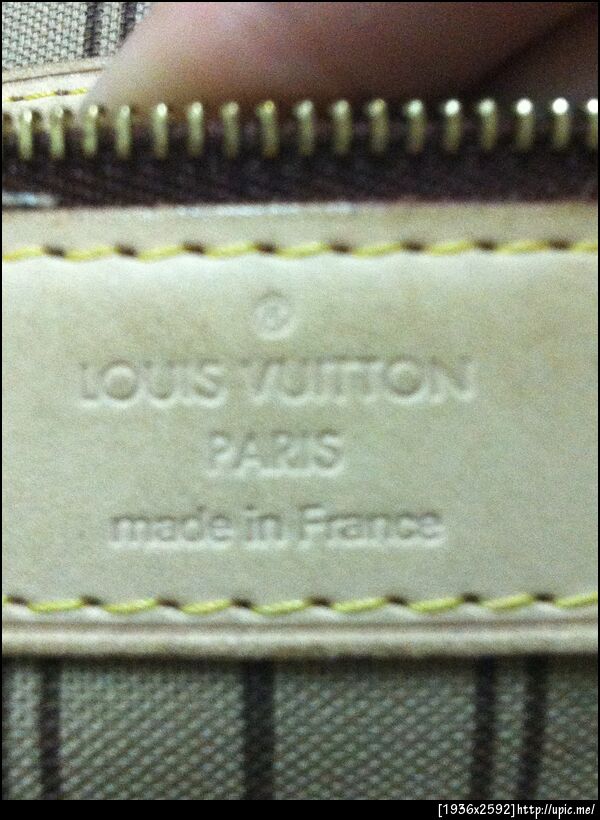 ®
LOUIS VUITTON
PARIS
made in France
[1936x2592]http://upic.me/